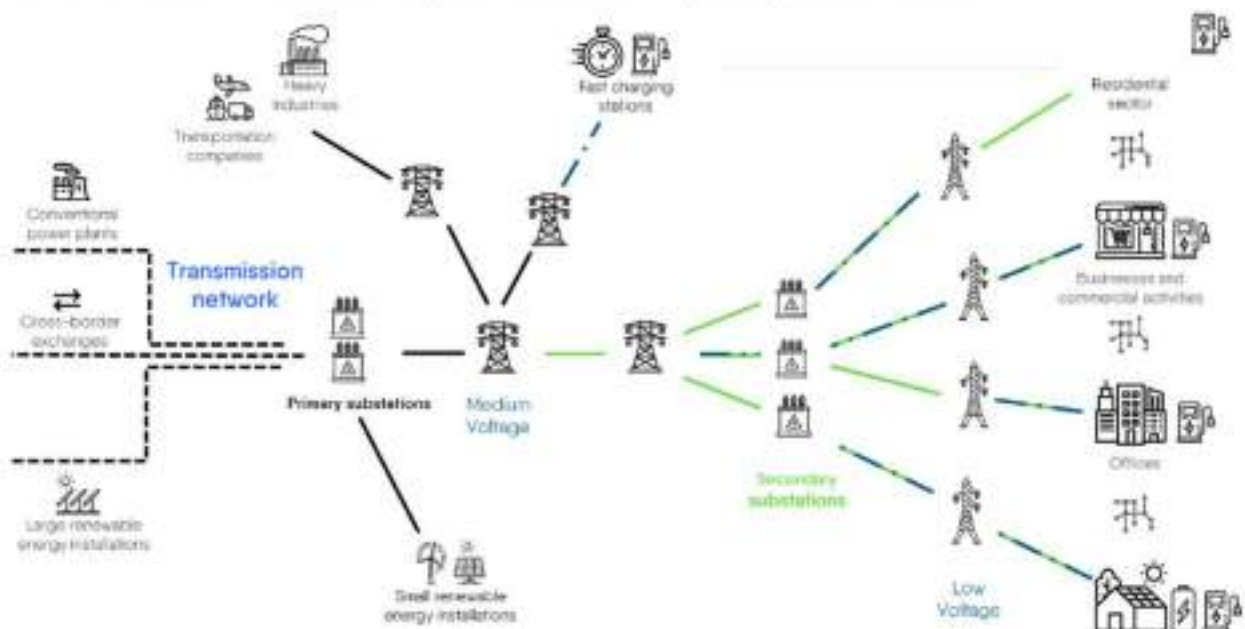 Heavy
industries
Transportation
companies
Fast charging
stations
Residential
sector
Conventional
power plants
Transmission
network
Cross-border
exchanges
Businesses and
commercial activities
Primary substations
Medium
Voltage
Offices
Secondary
substations
Large renewable
energy installations
Small renewable
energy installations
Low
Voltage